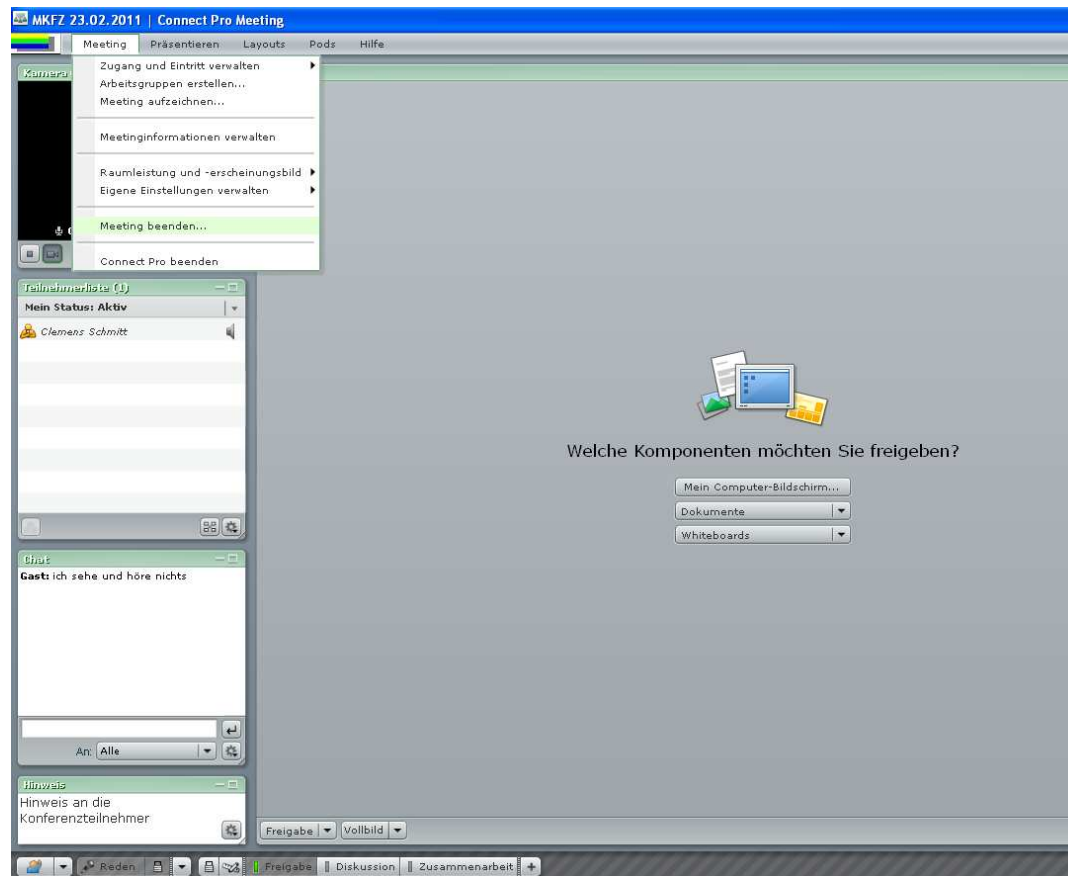 MKFZ 23.02.2011 | Connect Pro Meeting
Meeting Präsentieren Layouts Pods Hilfe
Kamera
Zugang und Eintritt verwalten
Arbeitsgruppen erstellen...
Meeting aufzeichnen...
Meetinginformationen verwalten
Raumleistung und -erscheinungsbild
Eigene Einstellungen verwalten
Meeting beenden...
Connect Pro beenden
Teilnehmerliste (1)
Mein Status: Aktiv
Clemens Schmitt
Chat
Gast: ich sehe und höre nichts
An: Alle
Hinweis
Hinweis an die
Konferenzteilnehmer
Welche Komponenten möchten Sie freigeben?
Mein Computer-Bildschirm...
Dokumente
Whiteboards
Freigabe Vollbild
Reden Freigabe Diskussion Zusammenarbeit +